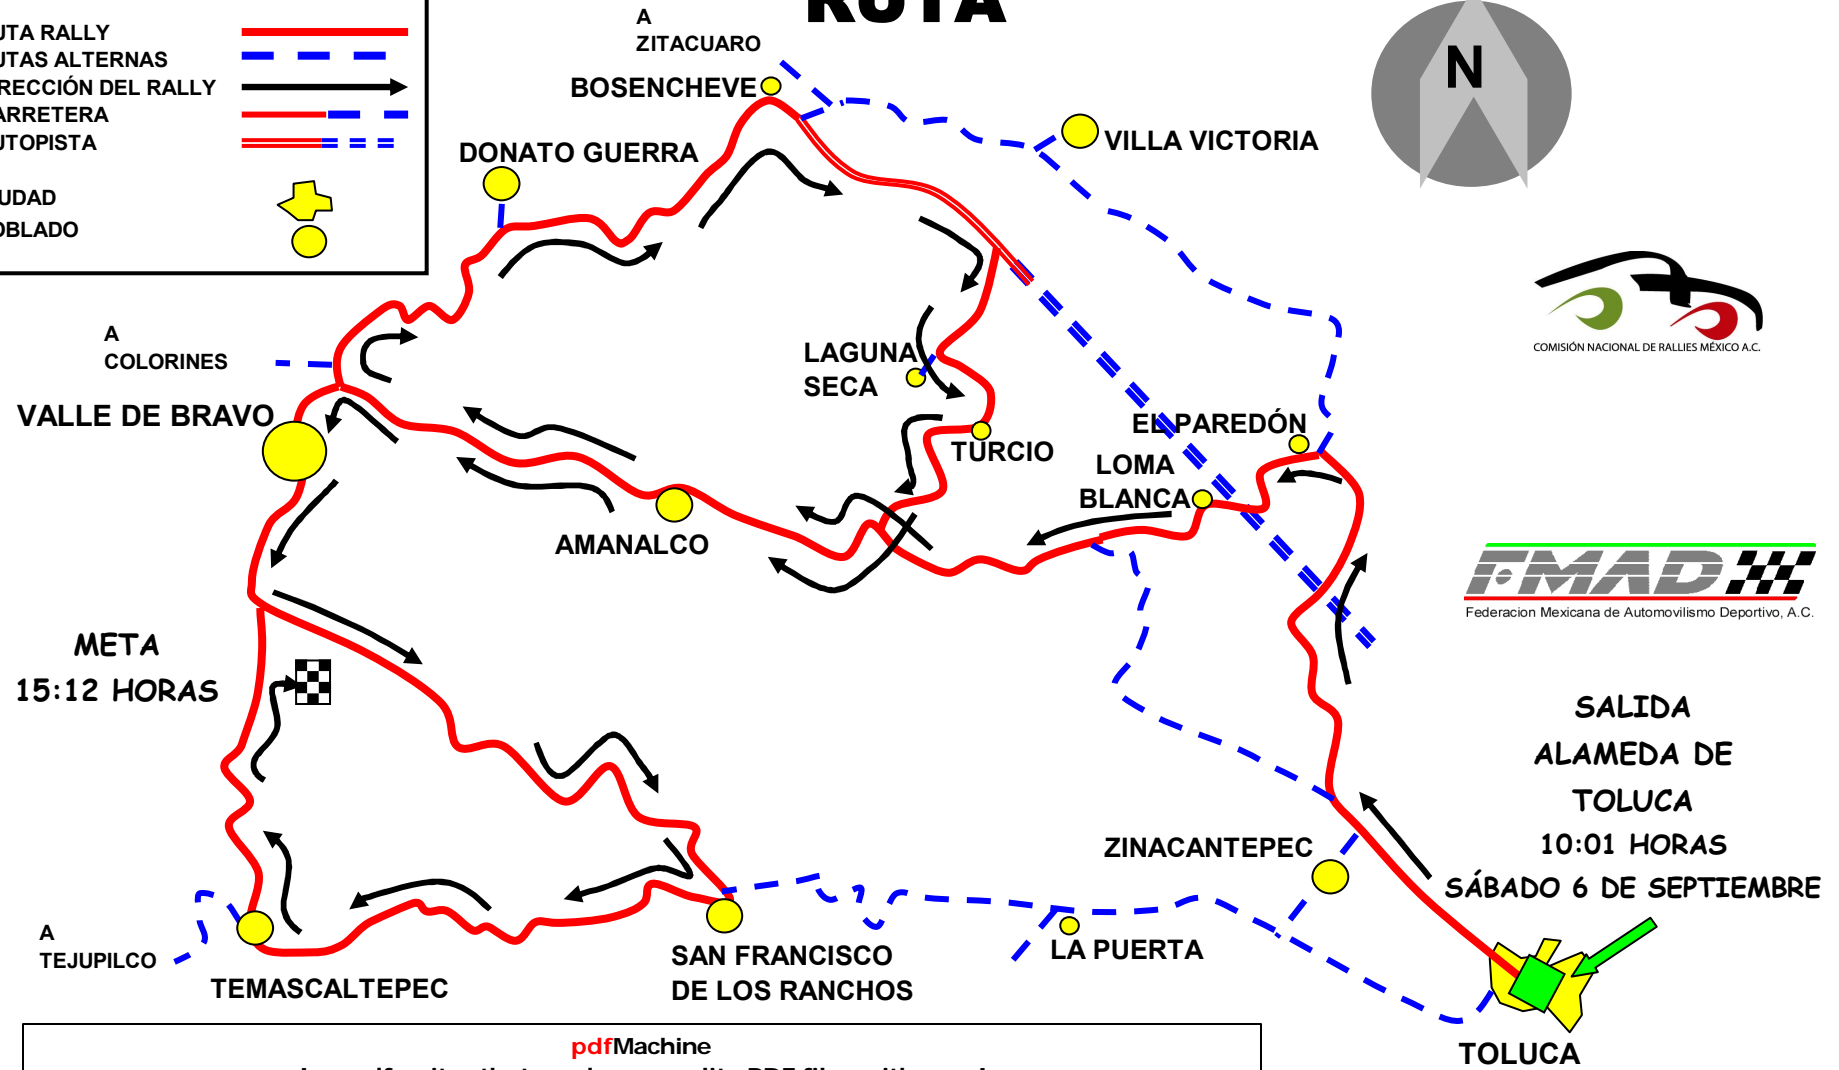 RUTA
UTA RALLY
UTAS ALTERNAS
RECCIÓN DEL RALLY
ARRETERA
UTOPISTA
UDAD
OBLADO
A
ZITACUARO
BOSENCHEVE
N
DONATO GUERRA
VILLA VICTORIA
A
COLORINES
COMISIÓN NACIONAL DE RALLIES MÉXICO A.C.
LAGUNA
SECA
VALLE DE BRAVO
EL PAREDÓN
TURCIO
LOMA
BLANCA
AMANALCO
FMAD
Federacion Mexicana de Automovilismo Deportivo, A.C.
META
15:12 HORAS
SALIDA
ALAMEDA DE
TOLUCA
10:01 HORAS
SÁBADO 6 DE SEPTIEMBRE
ZINACANTEPEC
A
TEJUPILCO
LA PUERTA
SAN FRANCISCO
DE LOS RANCHOS
TEMASCALTEPEC
TOLUCA
pdfMachine